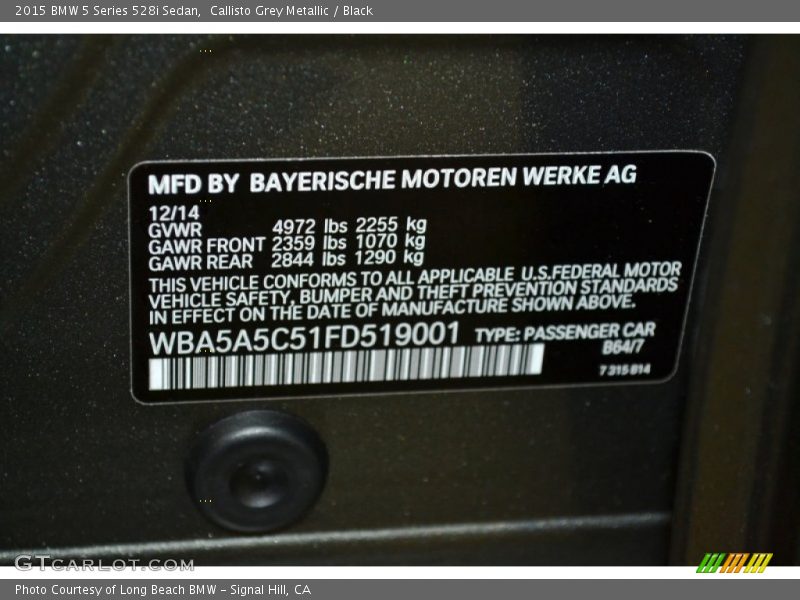 2015 BMW 5 Series 528i Sedan,  Callisto Grey Metallic / Black
MFD BY BAYERISCHE MOTOREN WERKE AG
12/14
GVWR 4972 lbs 2255 kg
GAWR FRONT 2359 lbs 1070 kg
GAWR REAR 2844 lbs 1290 kg
THIS VEHICLE CONFORMS TO ALL APPLICABLE U.S.FEDERAL MOTOR
VEHICLE SAFETY, BUMPER AND THEFT PREVENTION STANDARDS
IN EFFECT ON THE DATE OF MANUFACTURE SHOWN ABOVE.
WBA5A5C51FD519001 TYPE: PASSENGER CAR
B64/7
7 315 814
GTcarlot.com
Photo Courtesy of Long Beach BMW - Signal Hill, CA